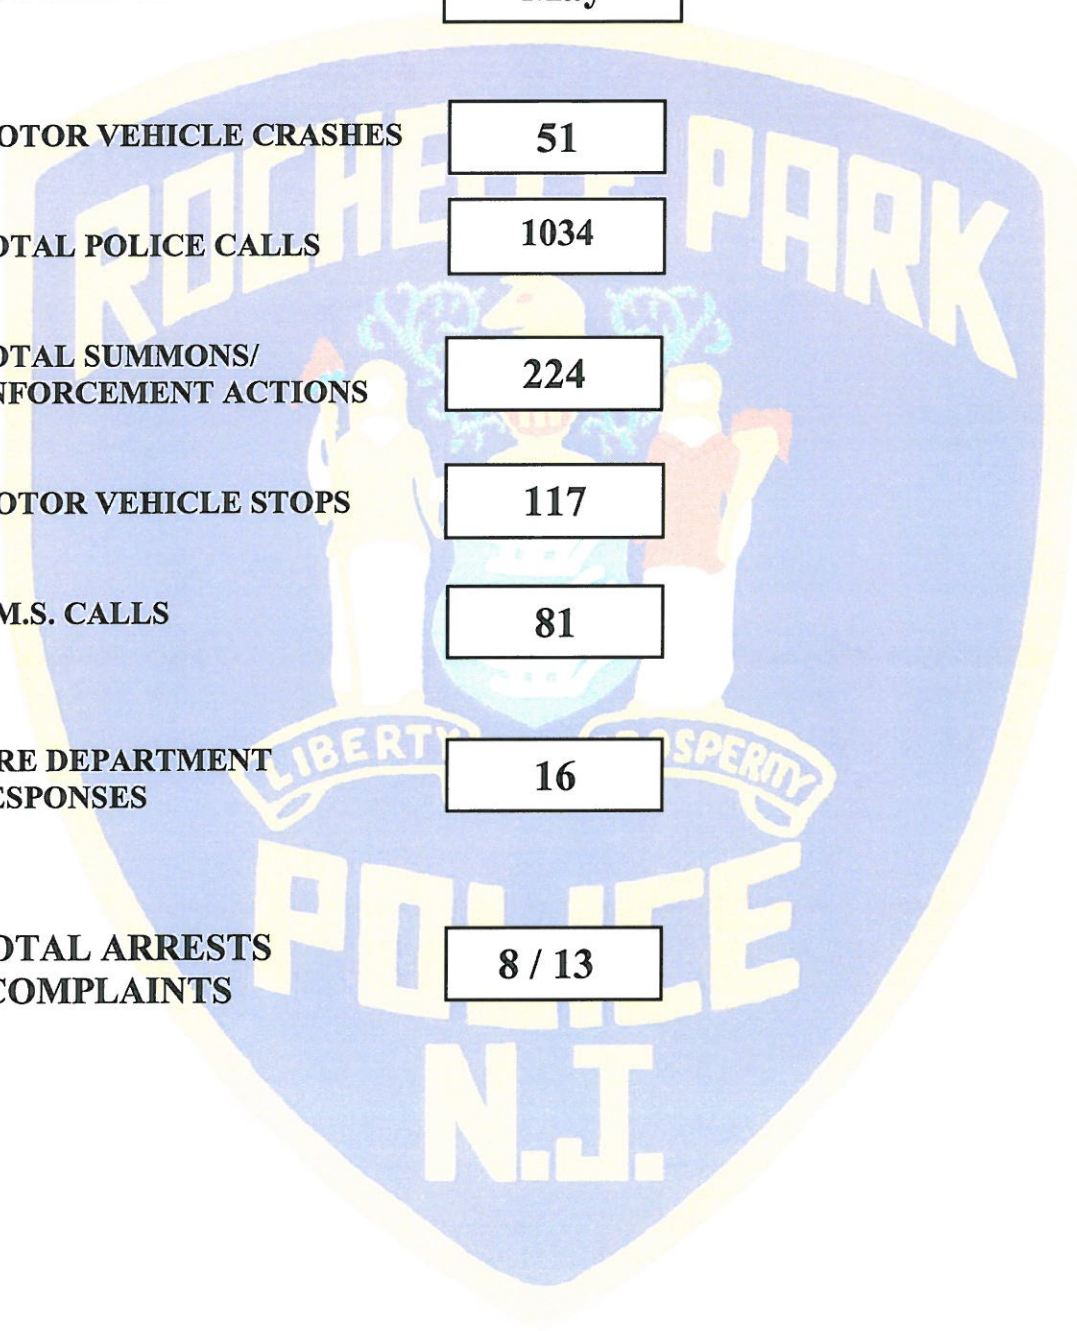 May
OTOR VEHICLE CRASHES 51
OTAL POLICE CALLS 1034
OTAL SUMMONS/
NFORCEMENT ACTIONS 224
OTOR VEHICLE STOPS 117
M.S. CALLS 81
RE DEPARTMENT
ESPONSES 16
OTAL ARRESTS
COMPLAINTS 8 / 13
ROCHELLE PARK
LIBERTY
PROSPERITY
POLICE
N.J.